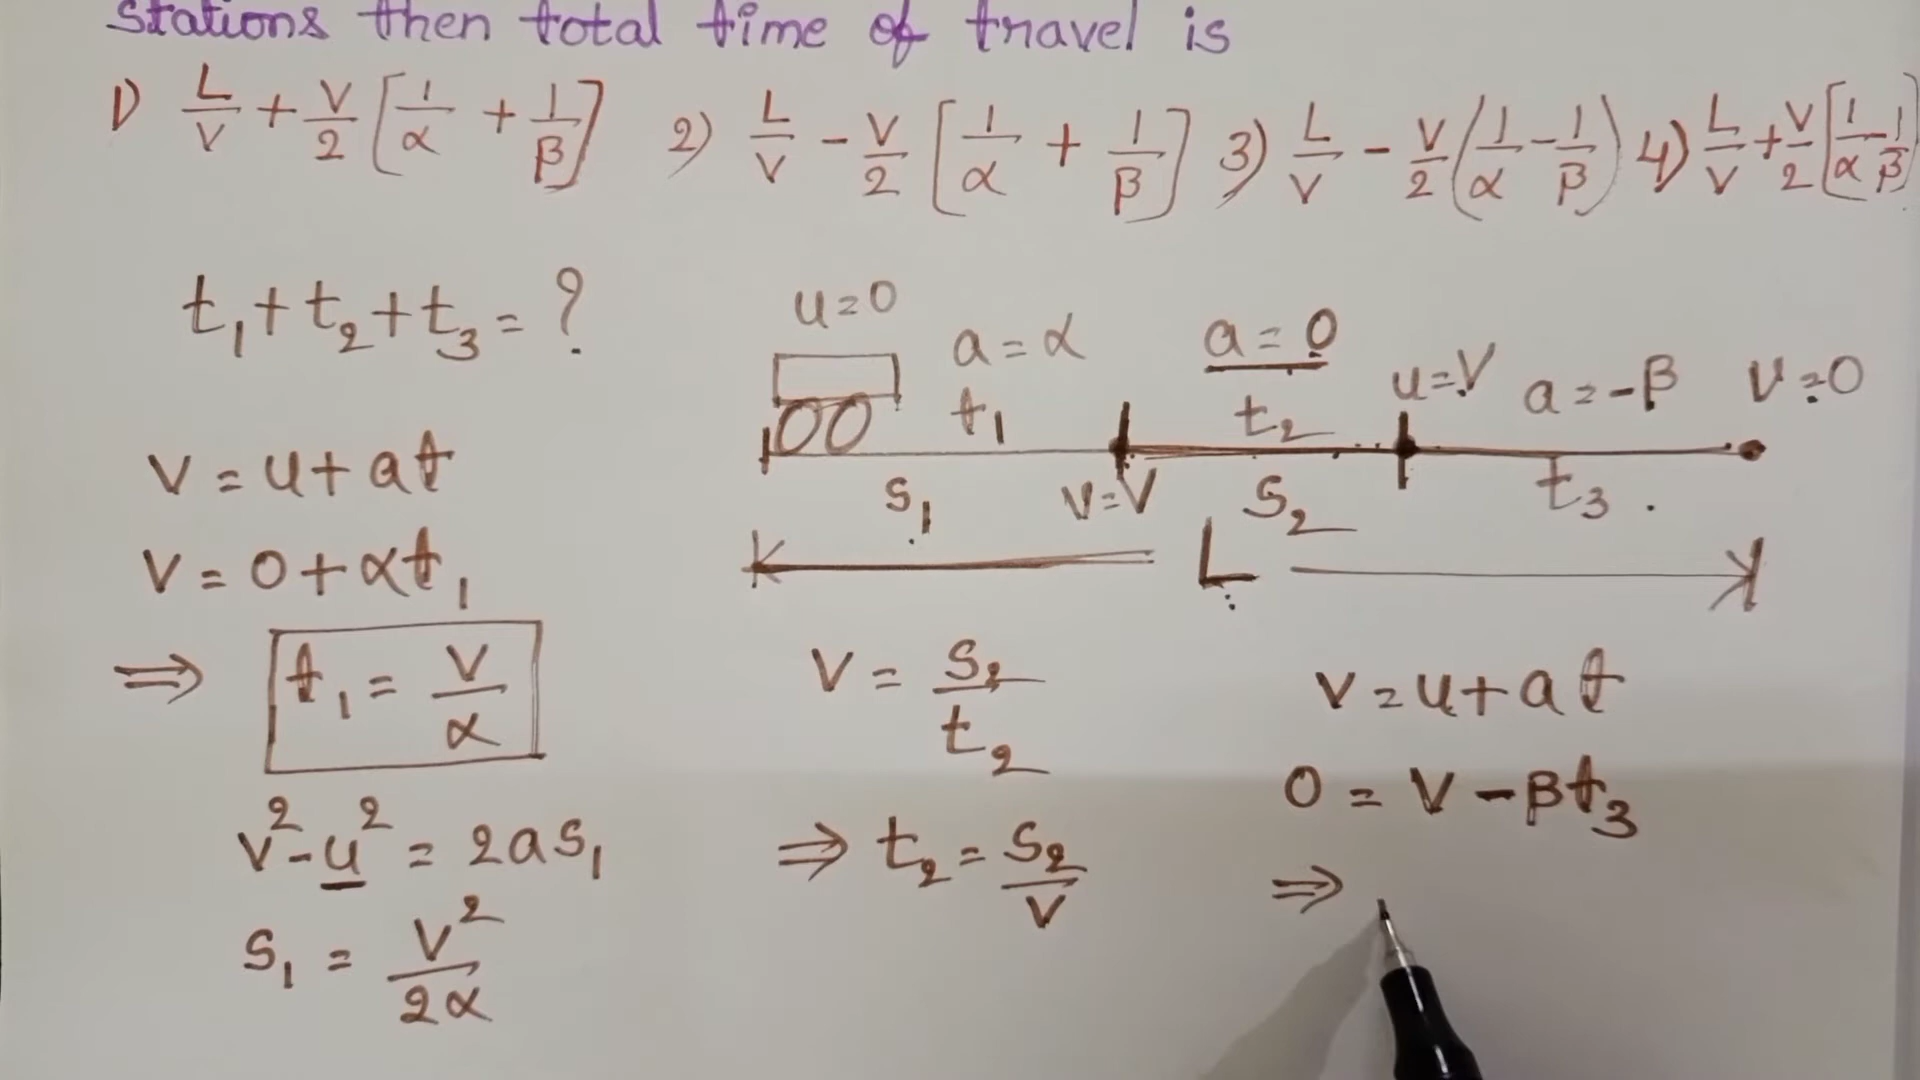 Stations then total time of travel is
1) L/V + V/2 [1/α + 1/β] 2) L/V - V/2 [1/α + 1/β] 3) L/V - V/2 (1/α - 1/β) 4) L/V + V/2 [1/α - 1/β]
t₁ + t₂ + t₃ = ?
u=0
a = α
a = 0
u=V
a = -β
V=0
t₁
t₂
S₁
V=V
S₂
t₃
L
V = u + at
V = 0 + αt₁
⇒ t₁ = V/α
V² - u² = 2aS₁
S₁ = V²/2α
V = S₂/t₂
⇒ t₂ = S₂/V
V = u + at
0 = V - βt₃
⇒